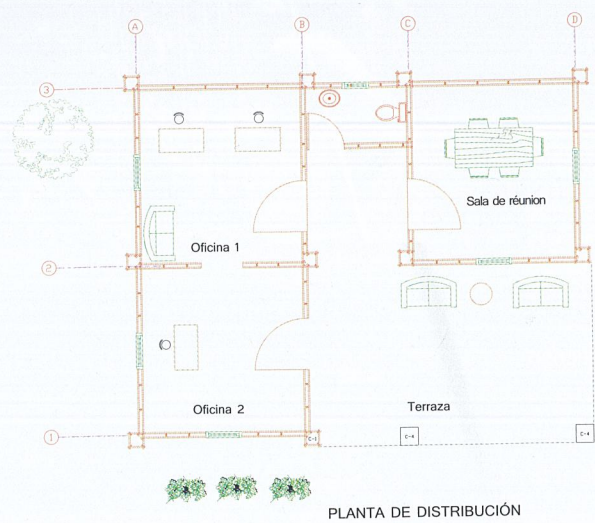 A
B
C
D
3
Oficina 1
Sala de réunion
2
Oficina 2
Terraza
1
C-1
C-4
C-4
PLANTA DE DISTRIBUCIÓN